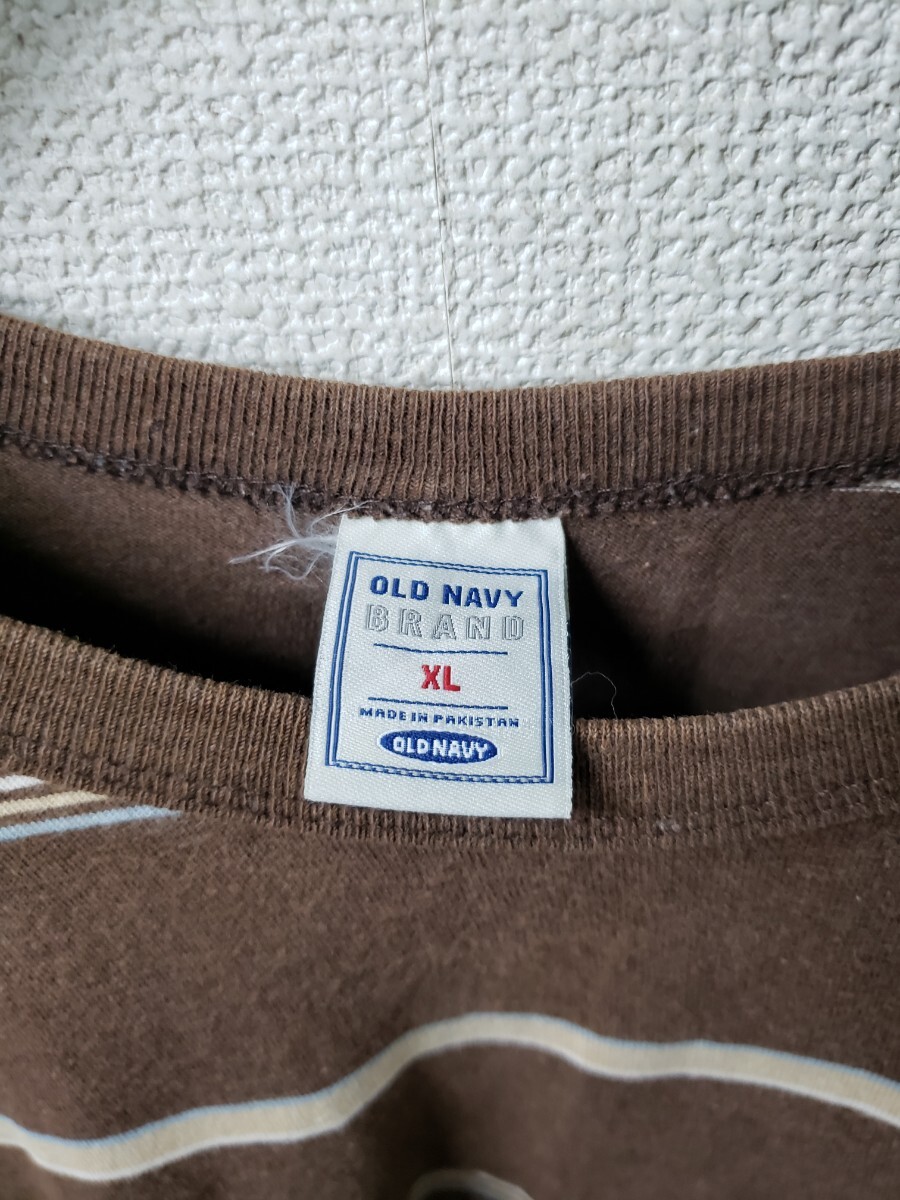 OLD NAVY
BRAND
XL
MADE IN PAKISTAN
OLD NAVY